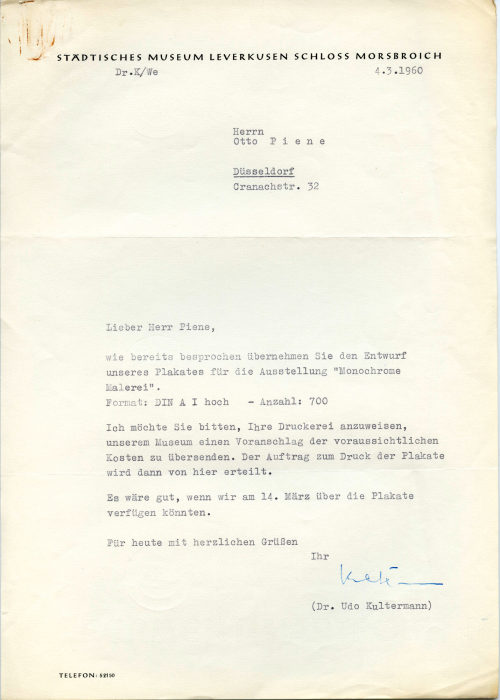 STÄDTISCHES MUSEUM LEVERKUSEN SCHLOSS MORSBROICH
Dr.K/We 4.3.1960
Herrn
Otto P i e n e
Düsseldorf
Cranachstr. 32
Lieber Herr Piene,
wie bereits besprochen übernehmen Sie den Entwurf
unseres Plakates für die Ausstellung "Monochrome
Malerei".
Format: DIN A I hoch - Anzahl: 700
Ich möchte Sie bitten, Ihre Druckerei anzuweisen,
unserem Museum einen Voranschlag der voraussichtlichen
Kosten zu übersenden. Der Auftrag zum Druck der Plakate
wird dann von hier erteilt.
Es wäre gut, wenn wir am 14. März über die Plakate
verfügen könnten.
Für heute mit herzlichen Grüßen
Ihr
(Dr. Udo Kultermann)
TELEFON: 52150